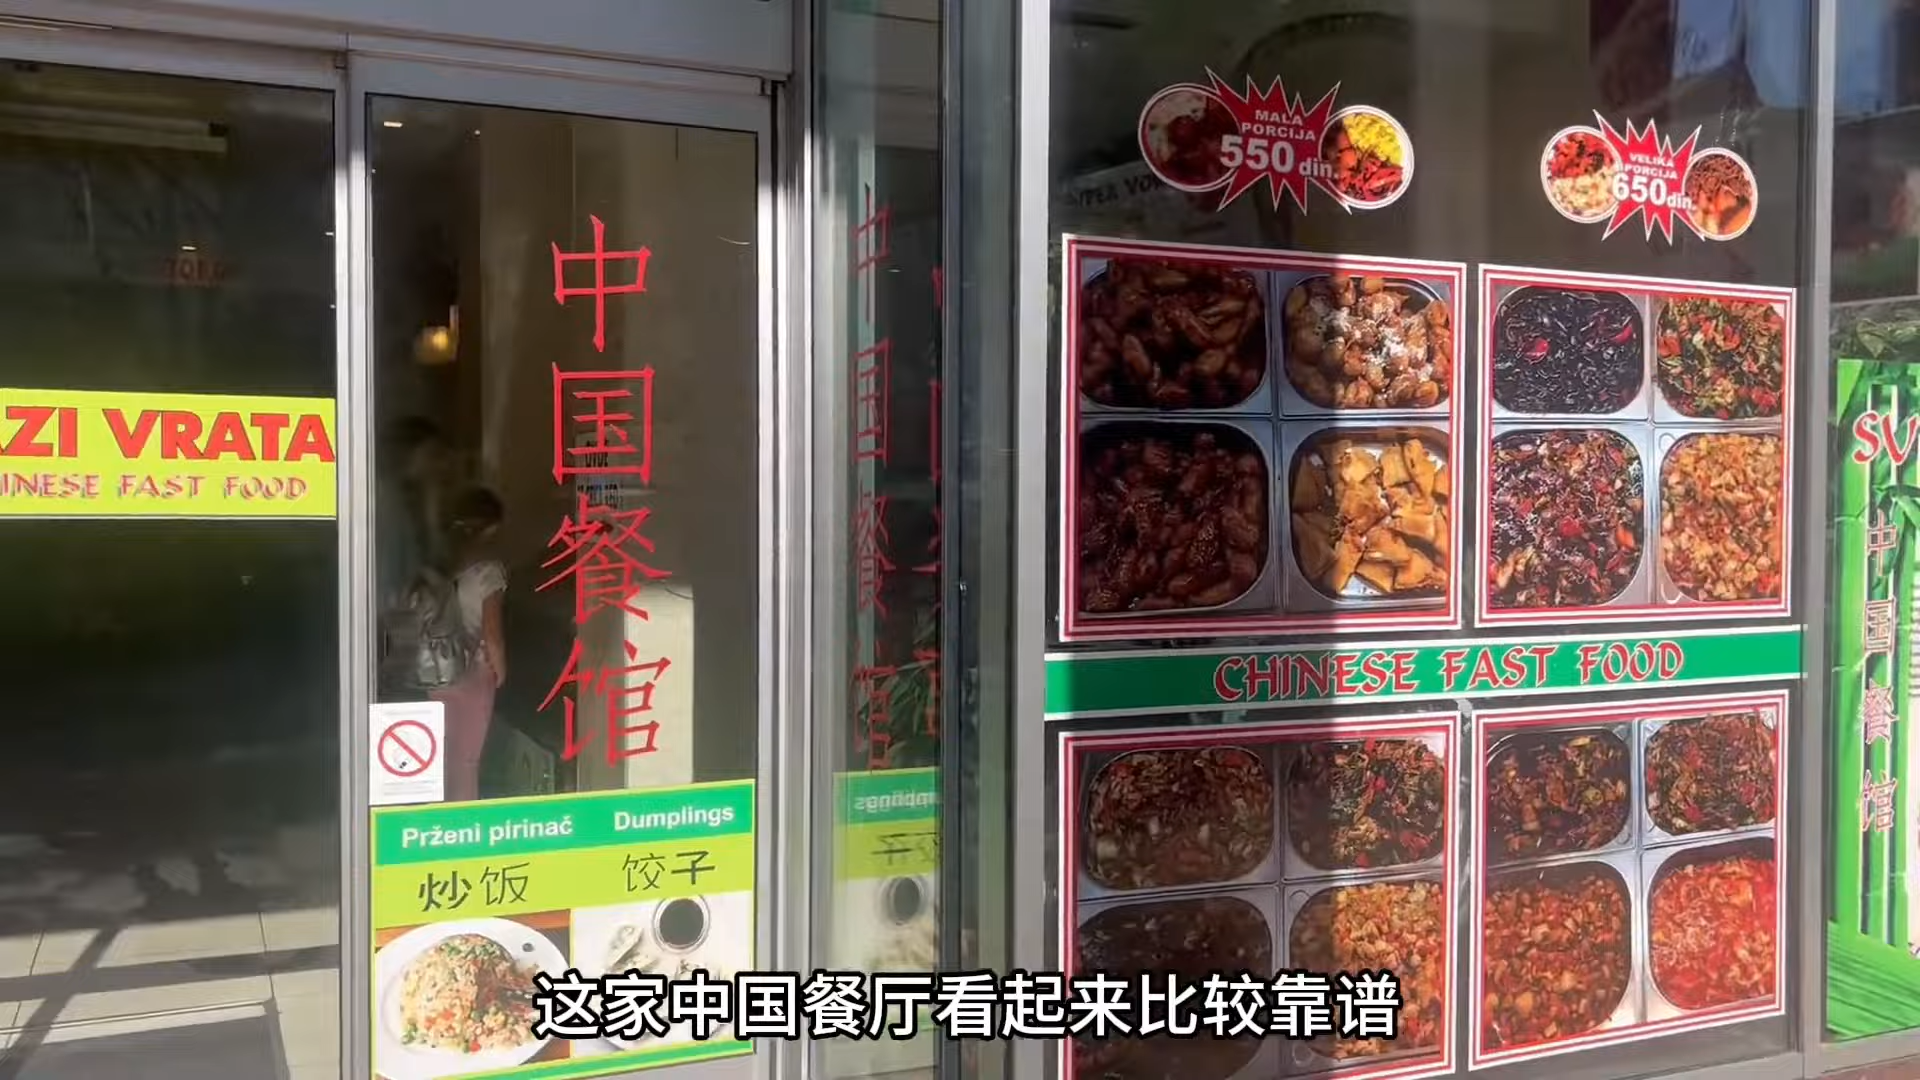 AZI VRATA
INESE FAST FOOD
中国餐馆
Prženi pirinač
炒饭
Dumplings
饺子
MALA
PORCIJA
550 din.
VELIKA
PORCIJA
650 din.
CHINESE FAST FOOD
SV
中国餐馆
这家中国餐厅看起来比较靠谱